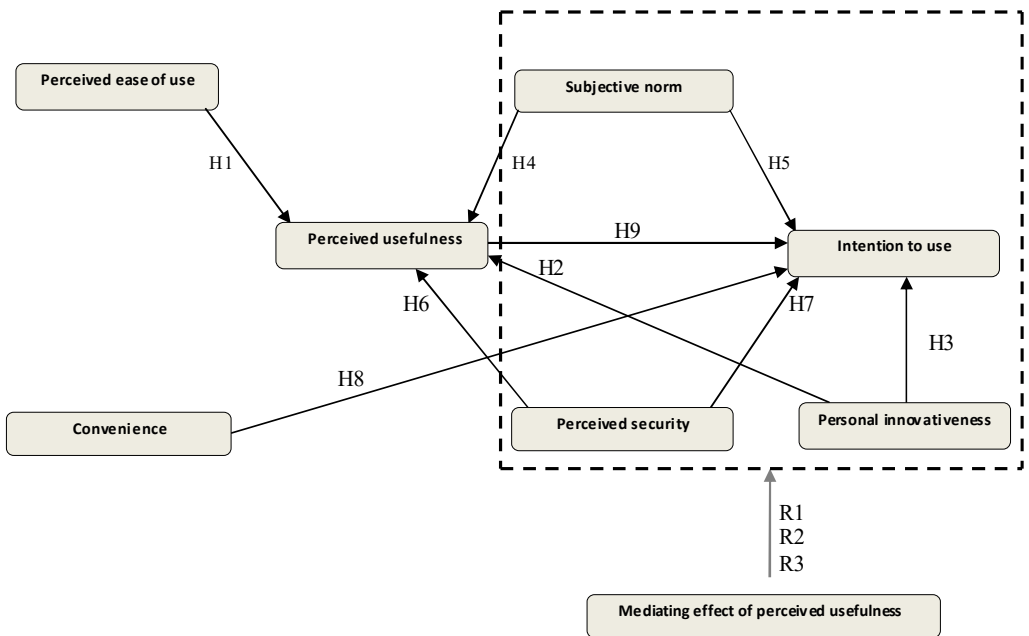 Perceived ease of use
Subjective norm
H1
H4
H5
Perceived usefulness
H9
Intention to use
H2
H6
H7
H3
H8
Convenience
Perceived security
Personal innovativeness
R1
R2
R3
Mediating effect of perceived usefulness